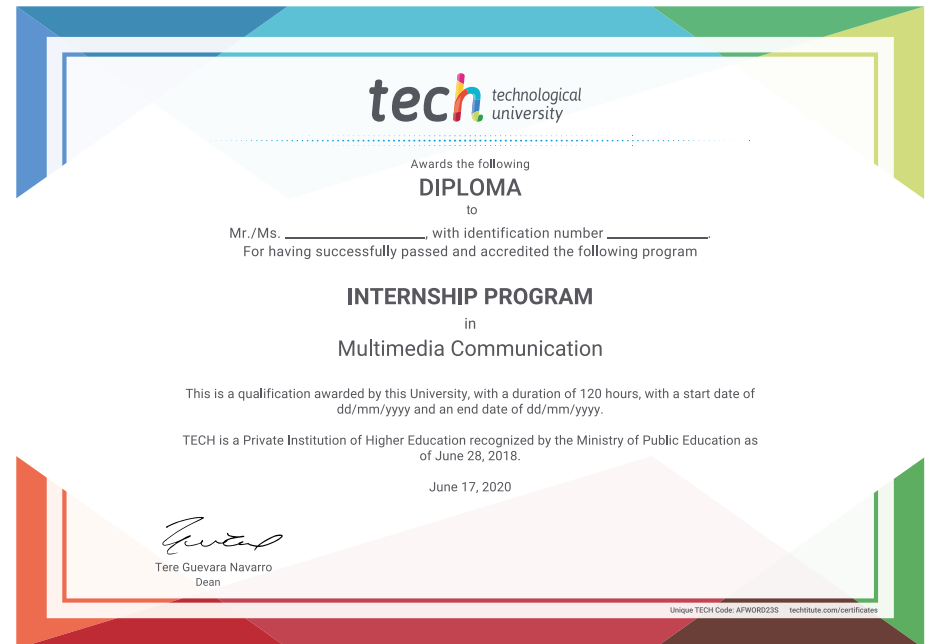 tech technological
university
Awards the following
DIPLOMA
to
Mr./Ms. ____________________, with identification number ______________.
For having successfully passed and accredited the following program
INTERNSHIP PROGRAM
in
Multimedia Communication
This is a qualification awarded by this University, with a duration of 120 hours, with a start date of
dd/mm/yyyy and an end date of dd/mm/yyyy.
TECH is a Private Institution of Higher Education recognized by the Ministry of Public Education as
of June 28, 2018.
June 17, 2020
Tere Guevara Navarro
Dean
Unique TECH Code: AFWORD23S techtitute.com/certificates